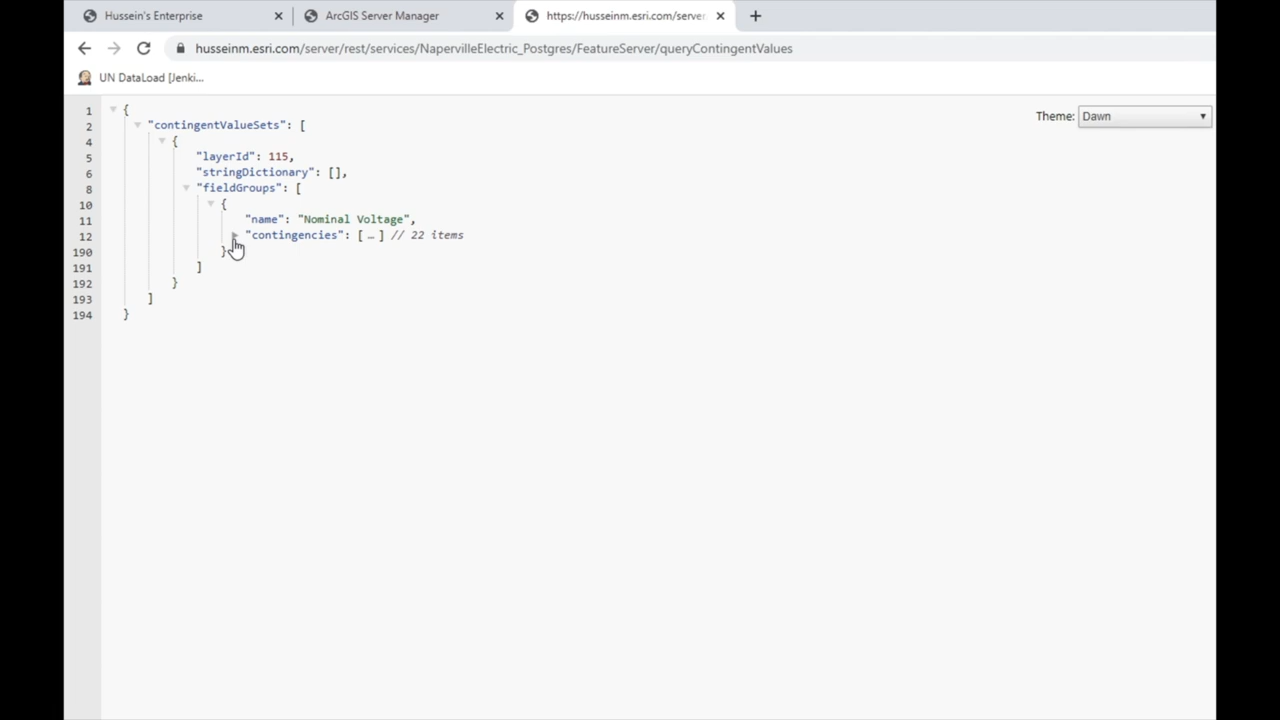 Hussein's Enterprise
ArcGIS Server Manager
https://husseinm.esri.com/server
husseinm.esri.com/server/rest/services/NapervilleElectric_Postgres/FeatureServer/queryContingentValues
UN DataLoad [Jenki...
Theme: Dawn
1 {
2 "contingentValueSets": [
4 {
5 "layerId": 115,
6 "stringDictionary": [],
8 "fieldGroups": [
10 {
11 "name": "Nominal Voltage",
12 "contingencies": [ … ] // 22 items
190 }
191 ]
192 }
193 ]
194 }